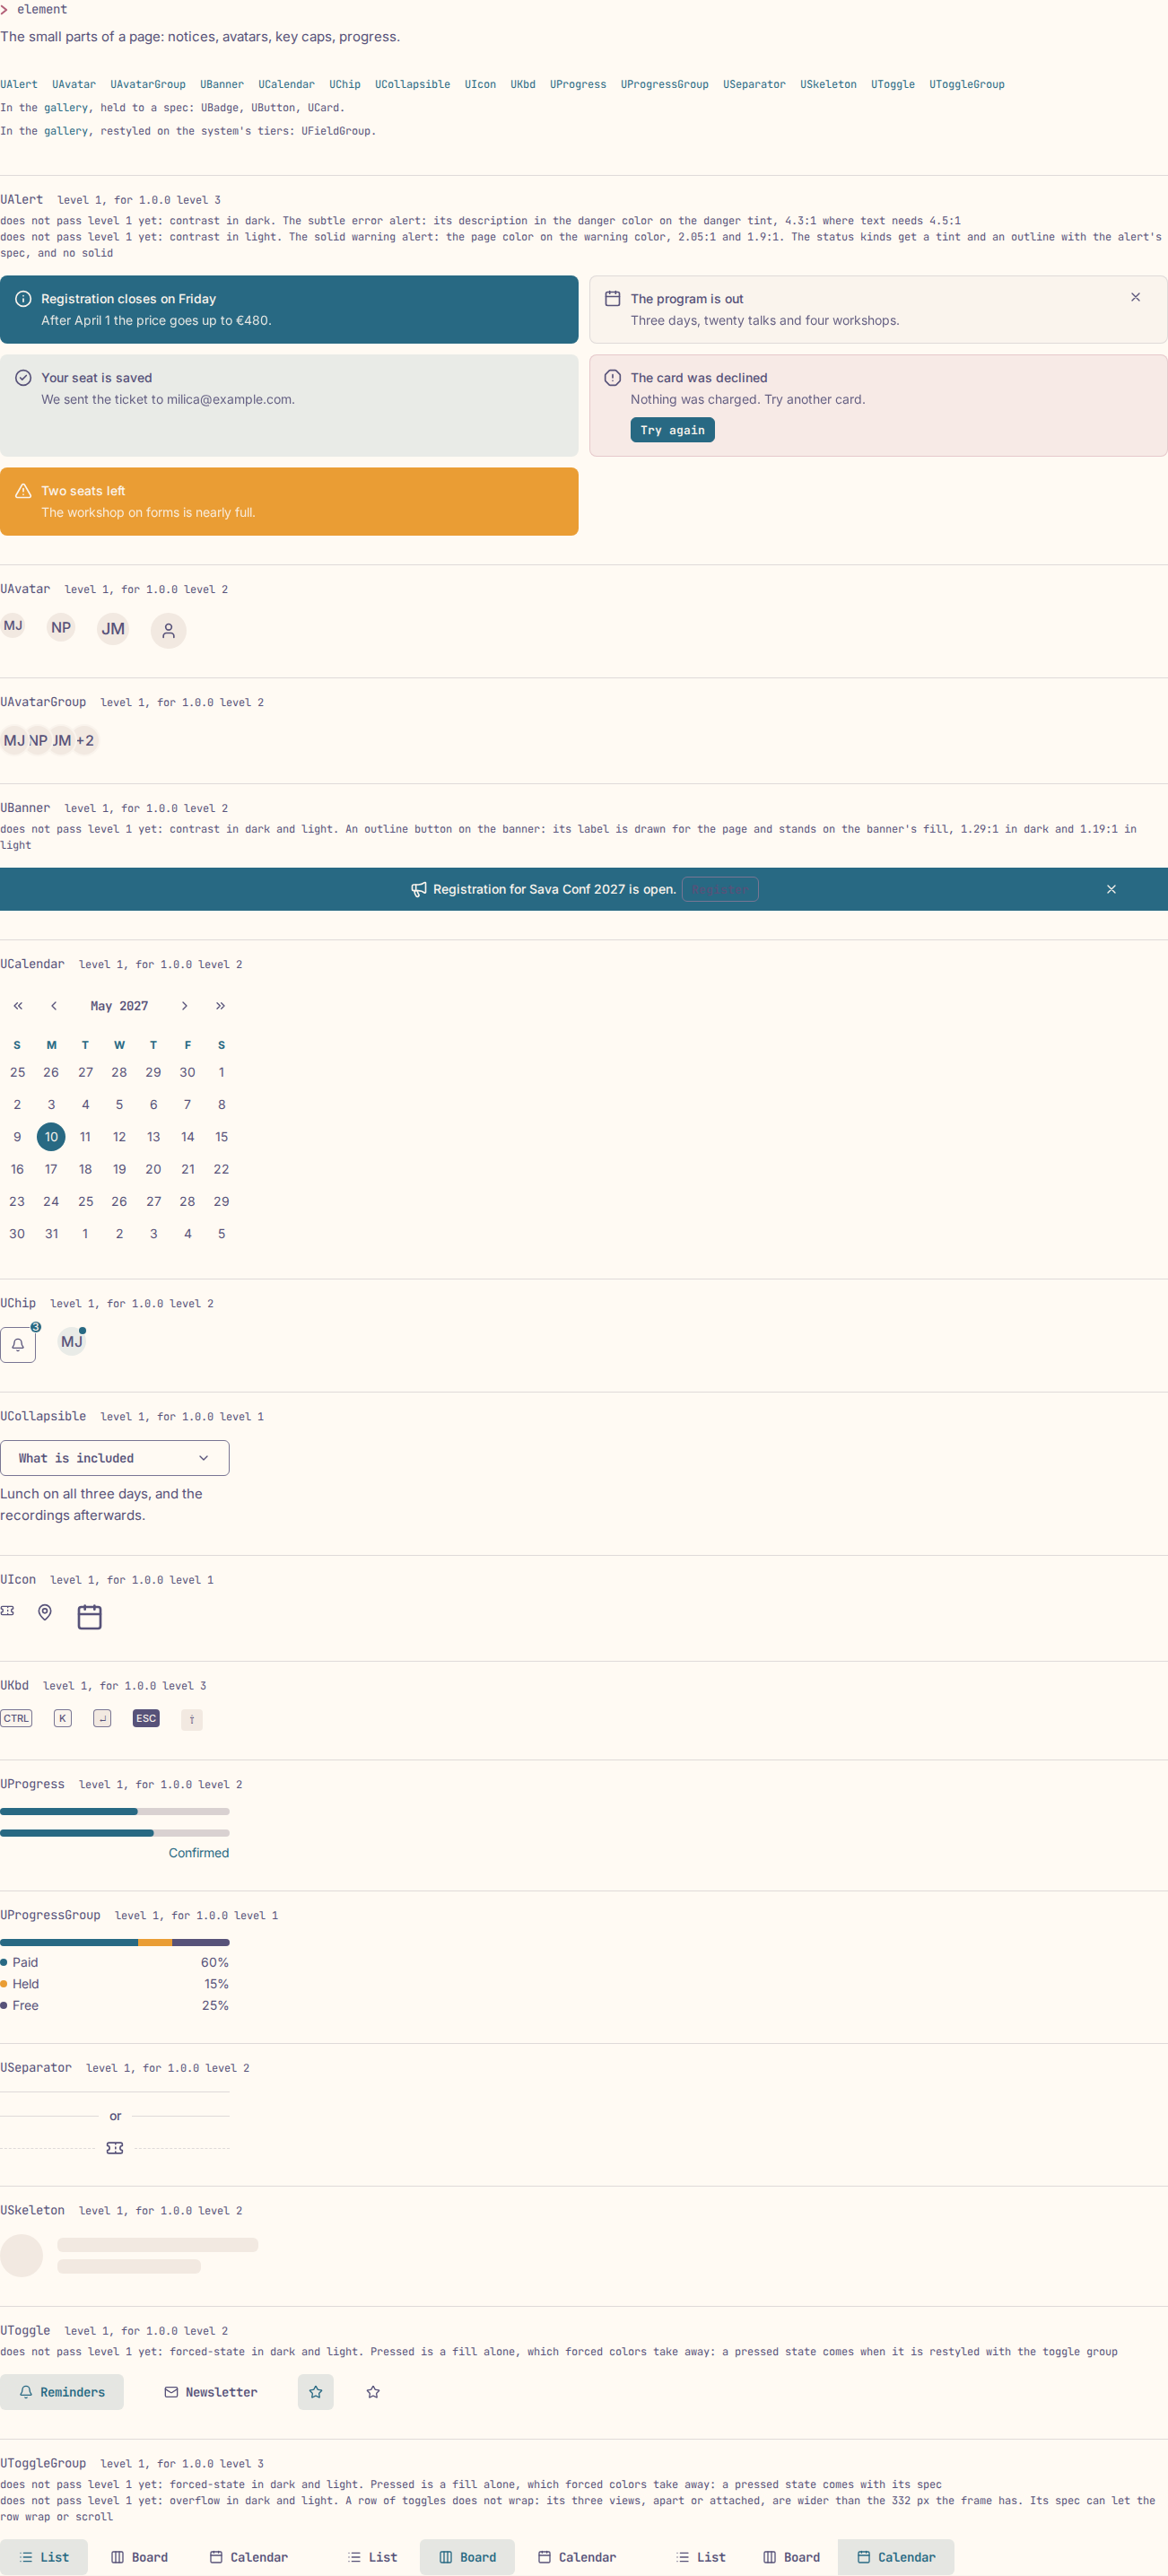 element
The small parts of a page: notices, avatars, key caps, progress.
UAlert UAvatar UAvatarGroup UBanner UCalendar UChip UCollapsible UIcon UKbd UProgress UProgressGroup USeparator USkeleton UToggle UToggleGroup
In the gallery, held to a spec: UBadge, UButton, UCard.
In the gallery, restyled on the system's tiers: UFieldGroup.
UAlert level 1, for 1.0.0 level 3
does not pass level 1 yet: contrast in dark. The subtle error alert: its description in the danger color on the danger tint, 4.3:1 where text needs 4.5:1
does not pass level 1 yet: contrast in light. The solid warning alert: the page color on the warning color, 2.05:1 and 1.9:1. The status kinds get a tint and an outline with the alert's
spec, and no solid
Registration closes on Friday
After April 1 the price goes up to €480.
The program is out
Three days, twenty talks and four workshops.
Your seat is saved
We sent the ticket to milica@example.com.
The card was declined
Nothing was charged. Try another card.
Try again
Two seats left
The workshop on forms is nearly full.
UAvatar level 1, for 1.0.0 level 2
MJ NP JM
UAvatarGroup level 1, for 1.0.0 level 2
MJ NP JM +2
UBanner level 1, for 1.0.0 level 2
does not pass level 1 yet: contrast in dark and light. An outline button on the banner: its label is drawn for the page and stands on the banner's fill, 1.29:1 in dark and 1.19:1 in
light
Registration for Sava Conf 2027 is open. Register
UCalendar level 1, for 1.0.0 level 2
May 2027
S M T W T F S
25 26 27 28 29 30 1
2 3 4 5 6 7 8
9 10 11 12 13 14 15
16 17 18 19 20 21 22
23 24 25 26 27 28 29
30 31 1 2 3 4 5
UChip level 1, for 1.0.0 level 2
3
MJ
UCollapsible level 1, for 1.0.0 level 1
What is included
Lunch on all three days, and the
recordings afterwards.
UIcon level 1, for 1.0.0 level 1
UKbd level 1, for 1.0.0 level 3
CTRL K ↵ ESC
UProgress level 1, for 1.0.0 level 2
Confirmed
UProgressGroup level 1, for 1.0.0 level 1
Paid 60%
Held 15%
Free 25%
USeparator level 1, for 1.0.0 level 2
or
USkeleton level 1, for 1.0.0 level 2
UToggle level 1, for 1.0.0 level 2
does not pass level 1 yet: forced-state in dark and light. Pressed is a fill alone, which forced colors take away: a pressed state comes when it is restyled with the toggle group
Reminders Newsletter
UToggleGroup level 1, for 1.0.0 level 3
does not pass level 1 yet: forced-state in dark and light. Pressed is a fill alone, which forced colors take away: a pressed state comes with its spec
does not pass level 1 yet: overflow in dark and light. A row of toggles does not wrap: its three views, apart or attached, are wider than the 332 px the frame has. Its spec can let the
row wrap or scroll
List Board Calendar List Board Calendar List Board Calendar